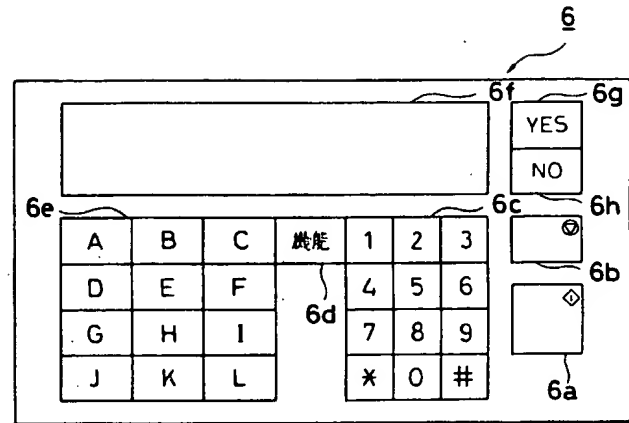 6
6f
6g
YES
NO
6e
6c
6h
A B C 機能 1 2 3
6b
D E F 4 5 6
6d
G H I 7 8 9
J K L * 0 #
6a